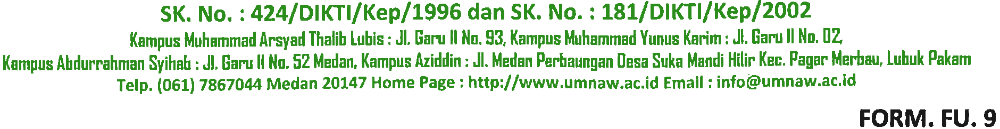 SK. No. : 424/DIKTI/Kep/1996 dan SK. No. : 181/DIKTI/Kep/2002
Kampus Muhammad Arsyad Thalib Lubis : Jl. Garu II No. 93, Kampus Muhammad Yunus Karim : Jl. Garu II No. 02,
Kampus Abdurrahman Syihab : Jl. Garu II No. 52 Medan, Kampus Aziddin : Jl. Medan Perbaungan Desa Suka Mandi Hilir Kec. Pagar Merbau, Lubuk Pakam
Telp. (061) 7867044 Medan 20147 Home Page : http://www.umnaw.ac.id Email : info@umnaw.ac.id
FORM. FU. 9